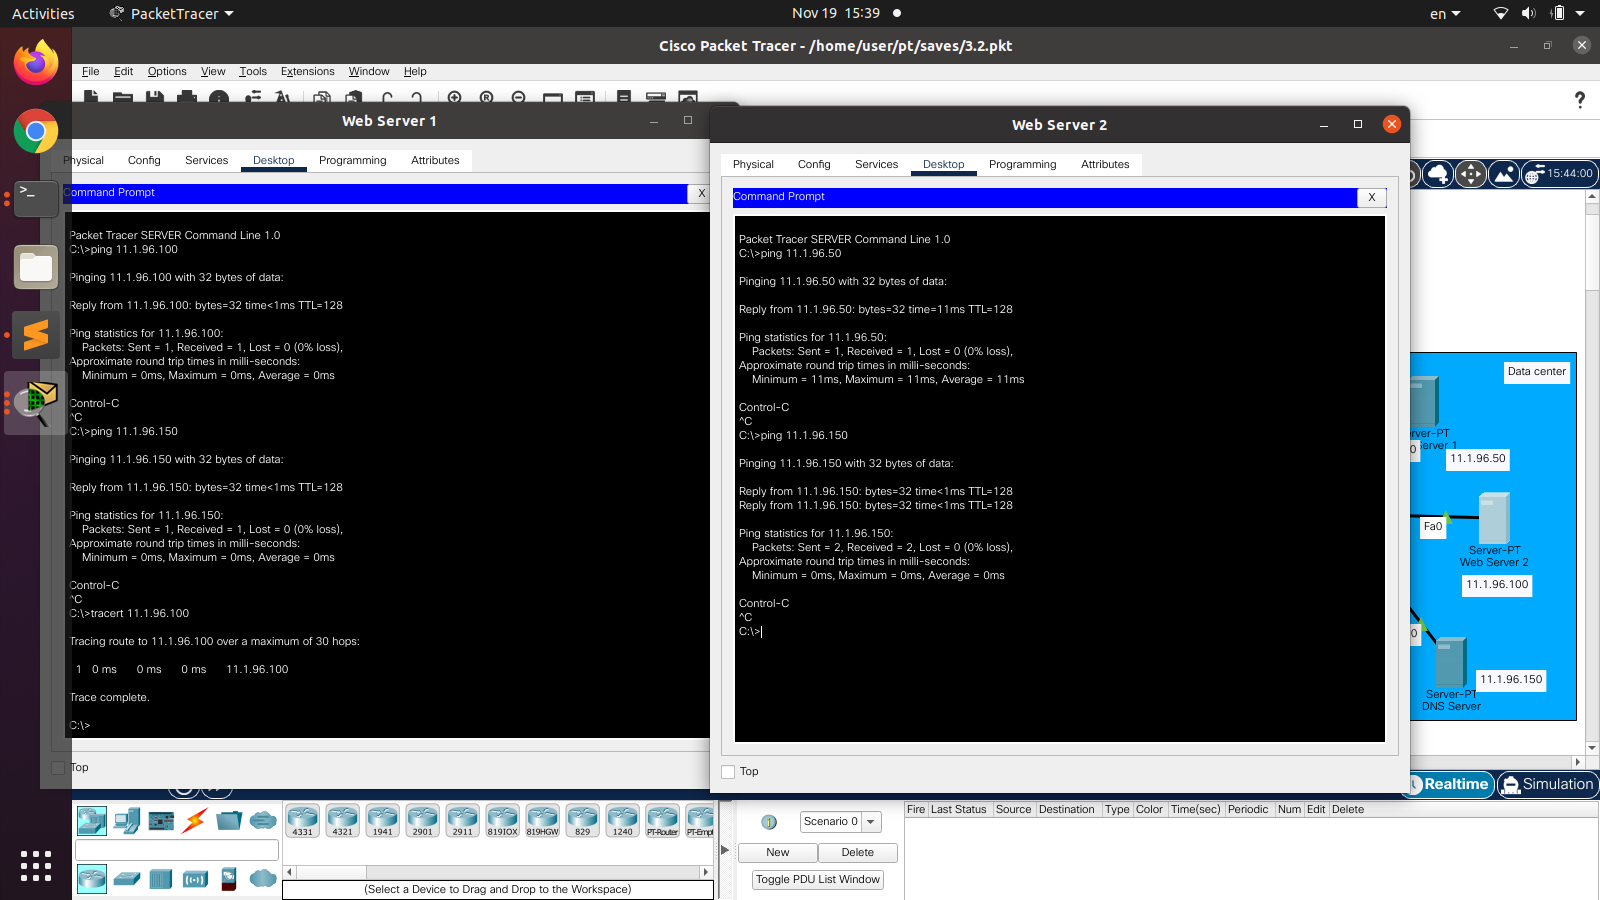 Activities
PacketTracer
Nov 19 15:39
en
Cisco Packet Tracer - /home/user/pt/saves/3.2.pkt
File Edit Options View Tools Extensions Window Help
?
15:44:00
Web Server 1
Physical Config Services Desktop Programming Attributes
Command Prompt X
Packet Tracer SERVER Command Line 1.0
C:\>ping 11.1.96.100
Pinging 11.1.96.100 with 32 bytes of data:
Reply from 11.1.96.100: bytes=32 time<1ms TTL=128
Ping statistics for 11.1.96.100:
Packets: Sent = 1, Received = 1, Lost = 0 (0% loss),
Approximate round trip times in milli-seconds:
Minimum = 0ms, Maximum = 0ms, Average = 0ms
Control-C
^C
C:\>ping 11.1.96.150
Pinging 11.1.96.150 with 32 bytes of data:
Reply from 11.1.96.150: bytes=32 time<1ms TTL=128
Ping statistics for 11.1.96.150:
Packets: Sent = 1, Received = 1, Lost = 0 (0% loss),
Approximate round trip times in milli-seconds:
Minimum = 0ms, Maximum = 0ms, Average = 0ms
Control-C
^C
C:\>tracert 11.1.96.100
Tracing route to 11.1.96.100 over a maximum of 30 hops:
1 0 ms 0 ms 0 ms 11.1.96.100
Trace complete.
C:\>
Top
Web Server 2
Physical Config Services Desktop Programming Attributes
Command Prompt X
Packet Tracer SERVER Command Line 1.0
C:\>ping 11.1.96.50
Pinging 11.1.96.50 with 32 bytes of data:
Reply from 11.1.96.50: bytes=32 time=11ms TTL=128
Ping statistics for 11.1.96.50:
Packets: Sent = 1, Received = 1, Lost = 0 (0% loss),
Approximate round trip times in milli-seconds:
Minimum = 11ms, Maximum = 11ms, Average = 11ms
Control-C
^C
C:\>ping 11.1.96.150
Pinging 11.1.96.150 with 32 bytes of data:
Reply from 11.1.96.150: bytes=32 time<1ms TTL=128
Reply from 11.1.96.150: bytes=32 time<1ms TTL=128
Ping statistics for 11.1.96.150:
Packets: Sent = 2, Received = 2, Lost = 0 (0% loss),
Approximate round trip times in milli-seconds:
Minimum = 0ms, Maximum = 0ms, Average = 0ms
Control-C
^C
C:\>
Top
Data center
rver-PT
erver 1
0
11.1.96.50
Fa0
Server-PT
Web Server 2
11.1.96.100
0
11.1.96.150
Server-PT
DNS Server
Realtime
Simulation
4331 4321 1941 2901 2911 819IOX 819HGW 829 1240 PT-Router PT-Empt
(Select a Device to Drag and Drop to the Workspace)
Scenario 0
New Delete
Toggle PDU List Window
Fire Last Status Source Destination Type Color Time(sec) Periodic Num Edit Delete